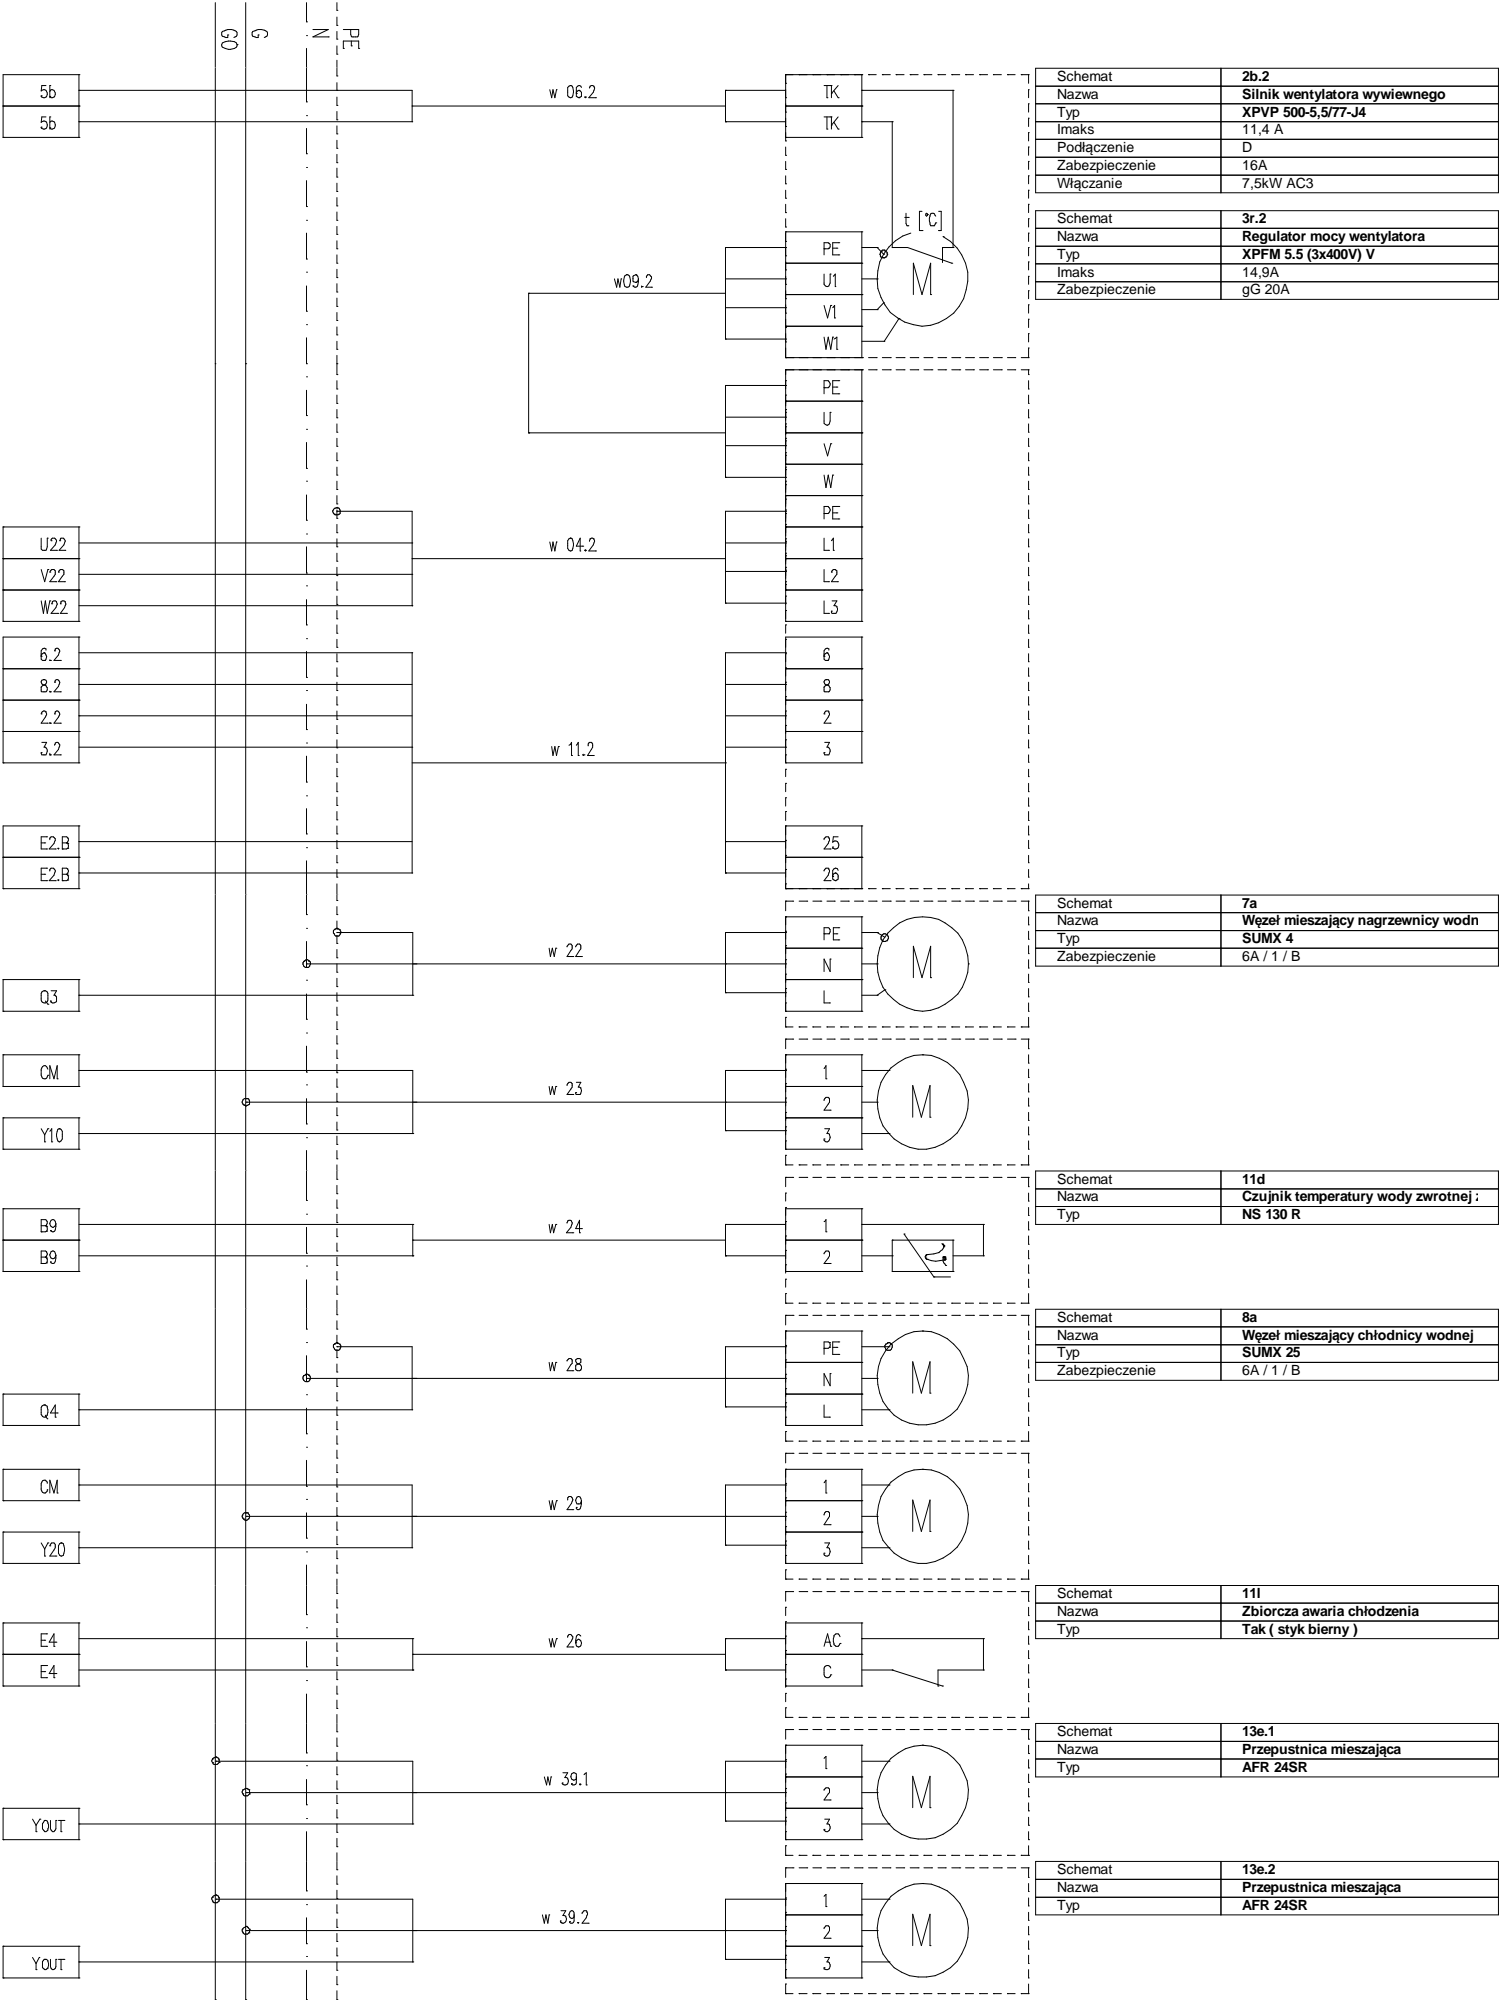 G0 G N PE
5b
5b
w 06.2
TK
TK
Schemat 2b.2
Nazwa Silnik wentylatora wywiewnego
Typ XPVP 500-5,5/77-J4
Imaks 11,4 A
Podłączenie D
Zabezpieczenie 16A
Włączanie 7,5kW AC3
t [°C]
w09.2
PE
U1
V1
W1
M
Schemat 3r.2
Nazwa Regulator mocy wentylatora
Typ XPFM 5.5 (3x400V) V
Imaks 14,9A
Zabezpieczenie gG 20A
PE
U
V
W
U22
V22
W22
w 04.2
PE
L1
L2
L3
6.2
8.2
2.2
3.2
E2.B
E2.B
w 11.2
6
8
2
3
25
26
Q3
w 22
PE
N
L
M
Schemat 7a
Nazwa Węzeł mieszający nagrzewnicy wodn
Typ SUMX 4
Zabezpieczenie 6A / 1 / B
CM
Y10
w 23
1
2
3
M
B9
B9
w 24
1
2
Schemat 11d
Nazwa Czujnik temperatury wody zwrotnej :
Typ NS 130 R
Q4
w 28
PE
N
L
M
Schemat 8a
Nazwa Węzeł mieszający chłodnicy wodnej
Typ SUMX 25
Zabezpieczenie 6A / 1 / B
CM
Y20
w 29
1
2
3
M
E4
E4
w 26
AC
C
Schemat 11l
Nazwa Zbiorcza awaria chłodzenia
Typ Tak ( styk bierny )
YOUT
w 39.1
1
2
3
M
Schemat 13e.1
Nazwa Przepustnica mieszająca
Typ AFR 24SR
YOUT
w 39.2
1
2
3
M
Schemat 13e.2
Nazwa Przepustnica mieszająca
Typ AFR 24SR